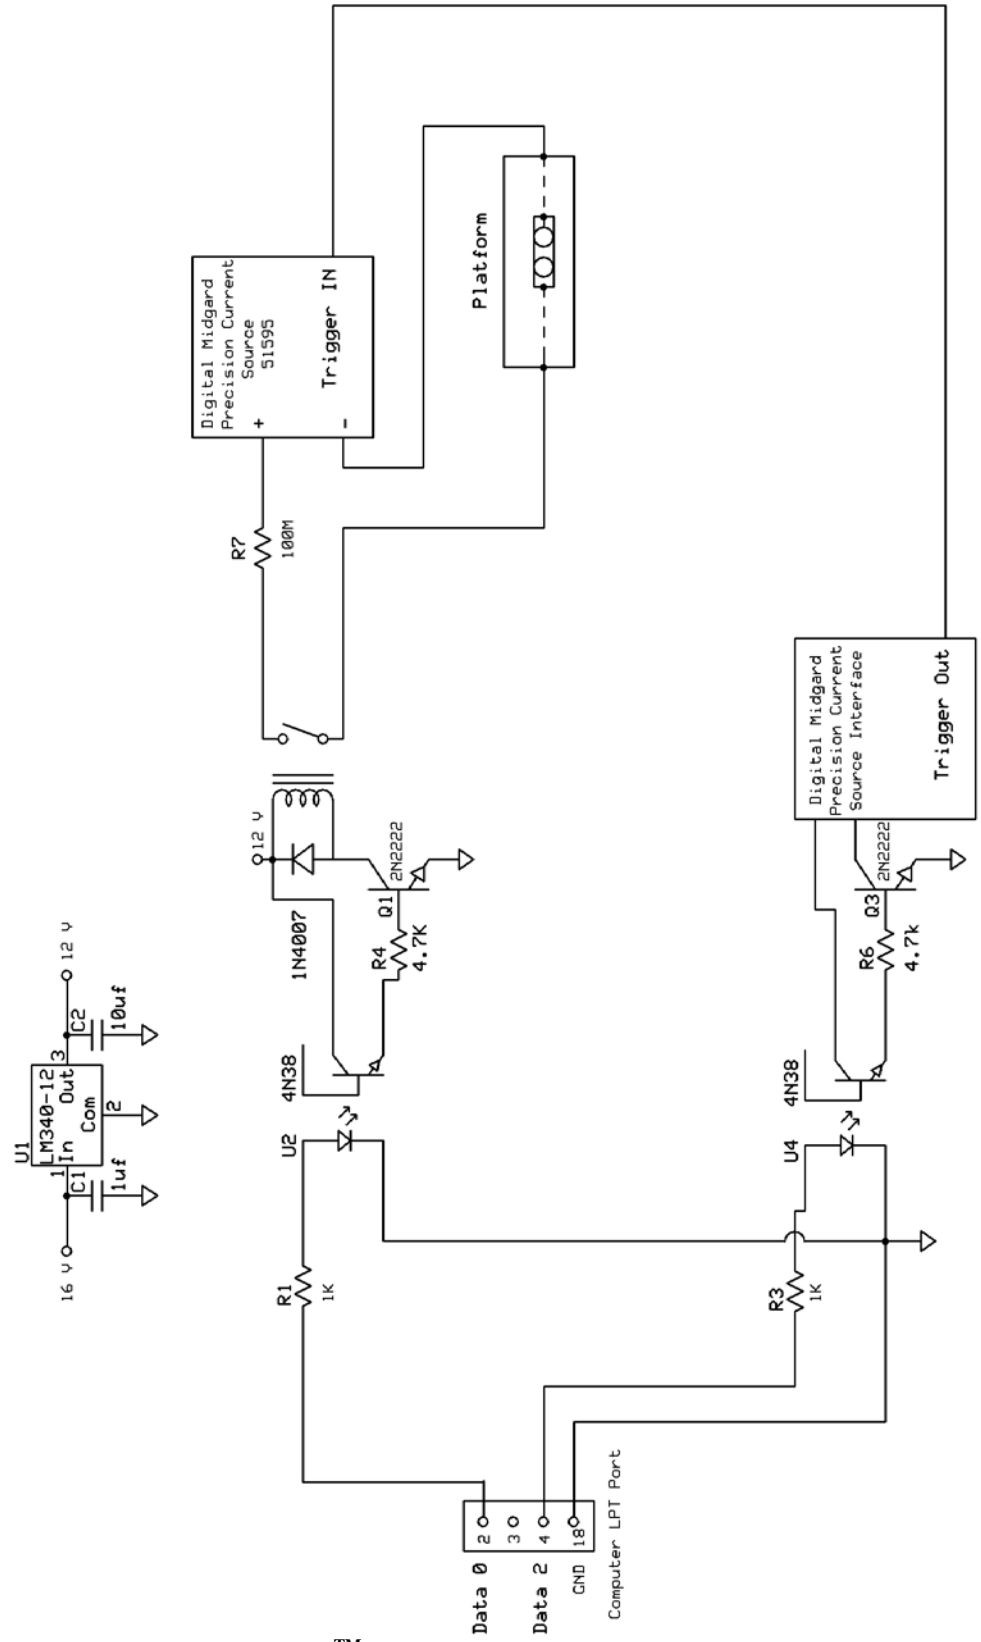 16 V
U1
LM340-12
1
In
Out
3
Com
2
C1
1uf
C2
10uf
12 V
Data 0
2
3
Data 2
4
GND
18
Computer LPT Port
R1
1K
U2
4N38
1N4007
12 V
R4
4.7K
Q1
2N2222
R7
100M
Digital Midgard
Precision Current
Source
51595
+
-
Trigger IN
Platform
R3
1K
U4
4N38
R6
4.7k
Q3
2N2222
Digital Midgard
Precision Current
Source Interface
Trigger Out
TM